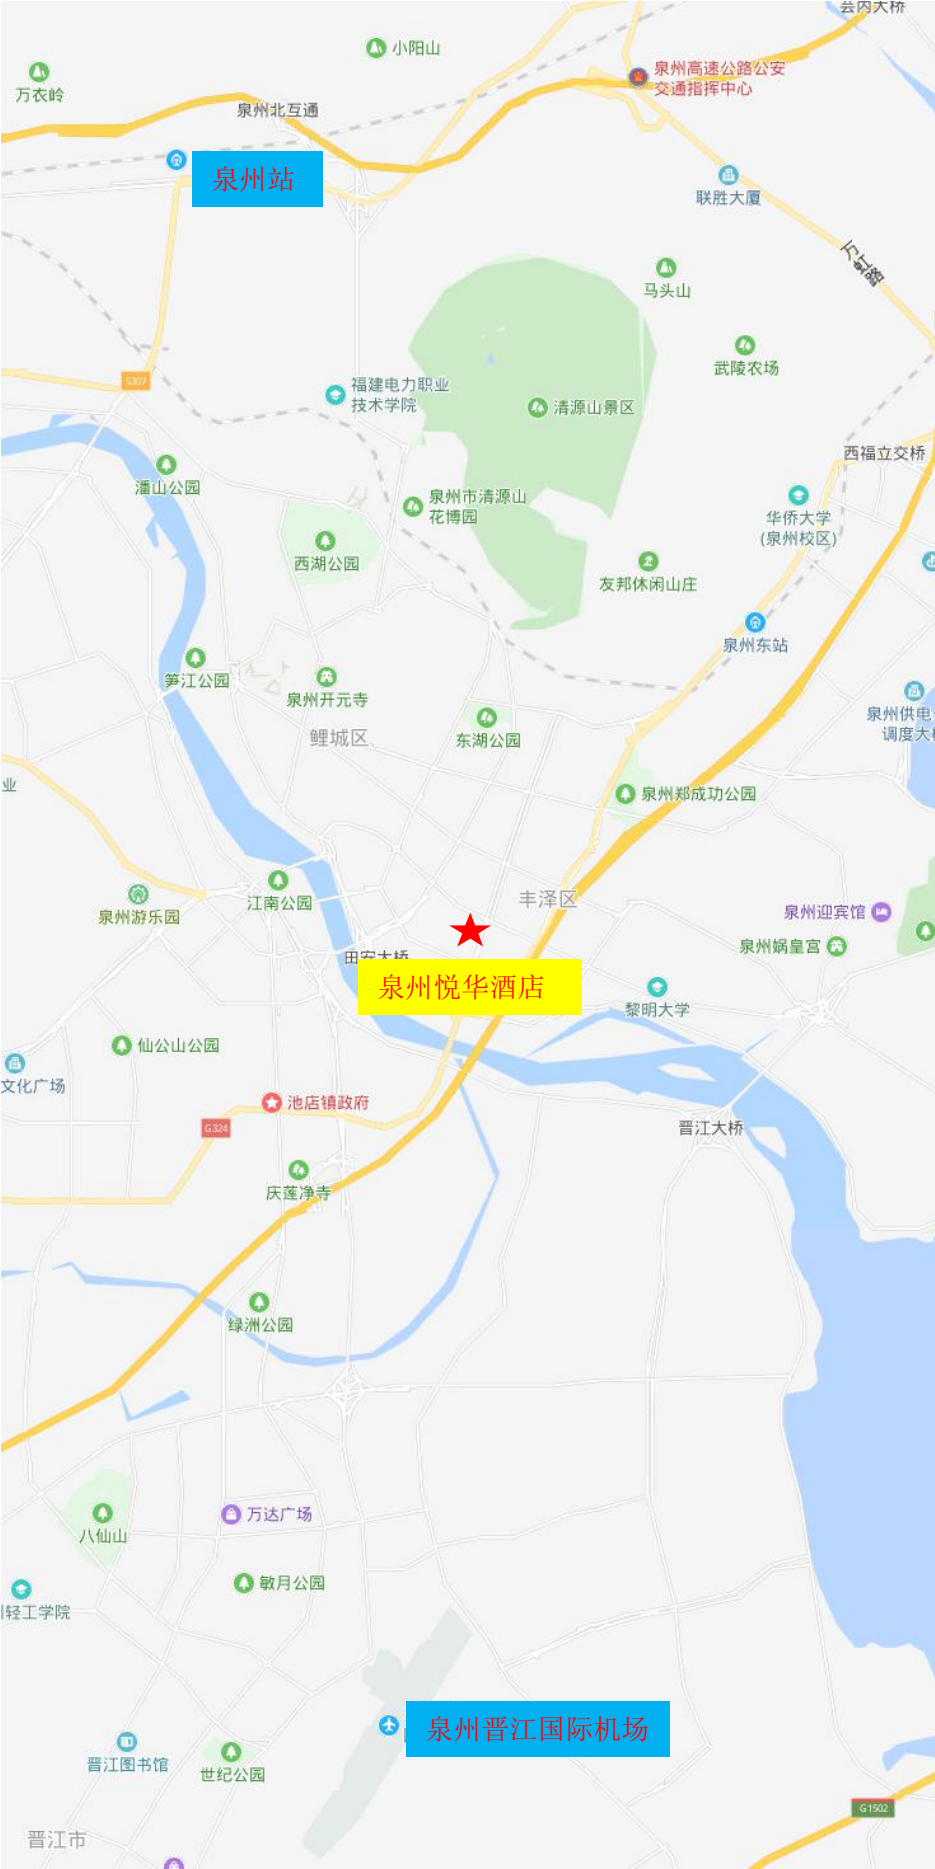 芸内大桥
小阳山
泉州高速公路公安
交通指挥中心
万衣岭
泉州北互通
泉州站
联胜大厦
万虹路
马头山
武陵农场
S307
福建电力职业
技术学院
清源山景区
西福立交桥
潘山公园
泉州市清源山
花博园
华侨大学
(泉州校区)
西湖公园
友邦休闲山庄
泉州东站
笋江公园
泉州开元寺
泉州供电
调度大
鲤城区
东湖公园
业
泉州郑成功公园
江南公园
丰泽区
泉州迎宾馆
泉州游乐园
泉州娲皇宫
田安大桥
泉州悦华酒店
黎明大学
仙公山公园
文化广场
池店镇政府
G324
晋江大桥
庆莲净寺
绿洲公园
万达广场
八仙山
敏月公园
轻工学院
泉州晋江国际机场
晋江图书馆
世纪公园
G1502
晋江市